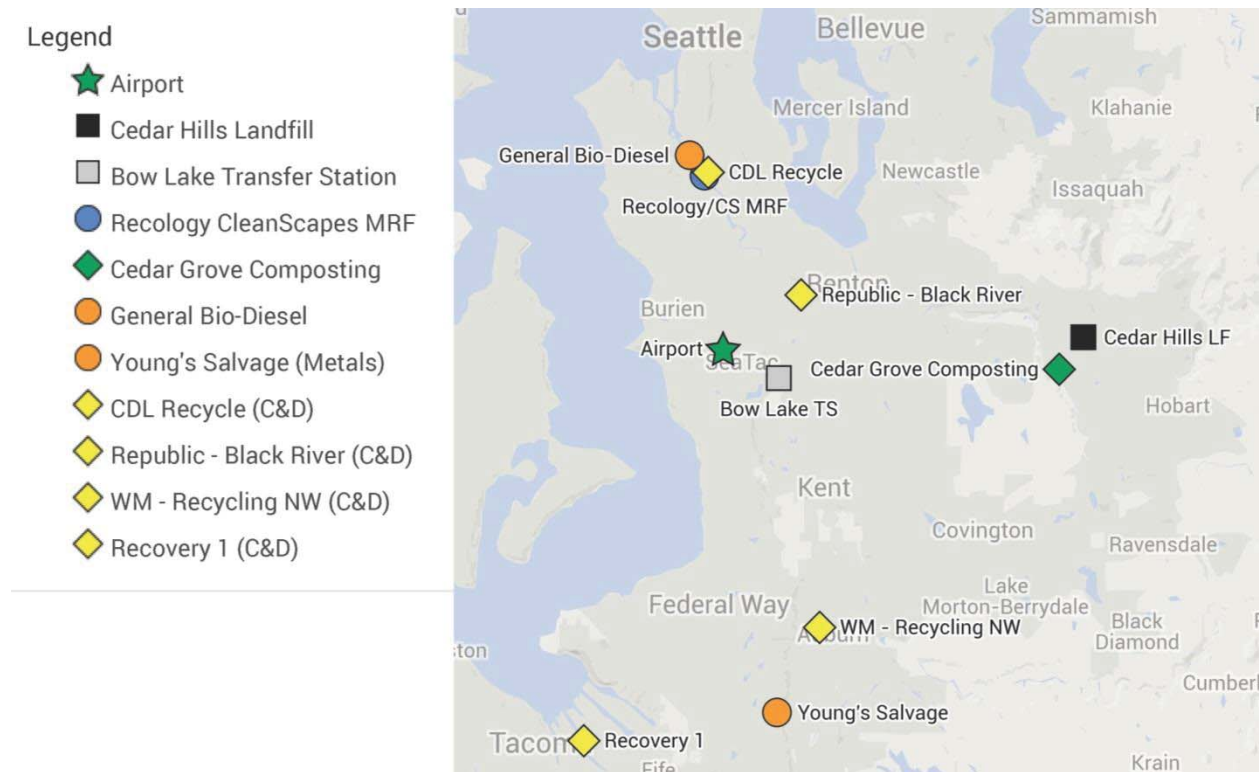 Legend
Airport
Cedar Hills Landfill
Bow Lake Transfer Station
Recology CleanScapes MRF
Cedar Grove Composting
General Bio-Diesel
Young's Salvage (Metals)
CDL Recycle (C&D)
Republic - Black River (C&D)
WM - Recycling NW (C&D)
Recovery 1 (C&D)
Sammamish
Seattle
Bellevue
Mercer Island
Klahanie
General Bio-Diesel
CDL Recycle
Newcastle
Issaquah
Recology/CS MRF
Renton
Republic - Black River
Burien
Airport
SeaTac
Cedar Hills LF
Cedar Grove Composting
Bow Lake TS
Hobart
Kent
Covington
Ravensdale
Federal Way
Lake
Morton-Berrydale
WM - Recycling NW
Auburn
Black
Diamond
Young's Salvage
Tacoma
Recovery 1
Fife
Krain